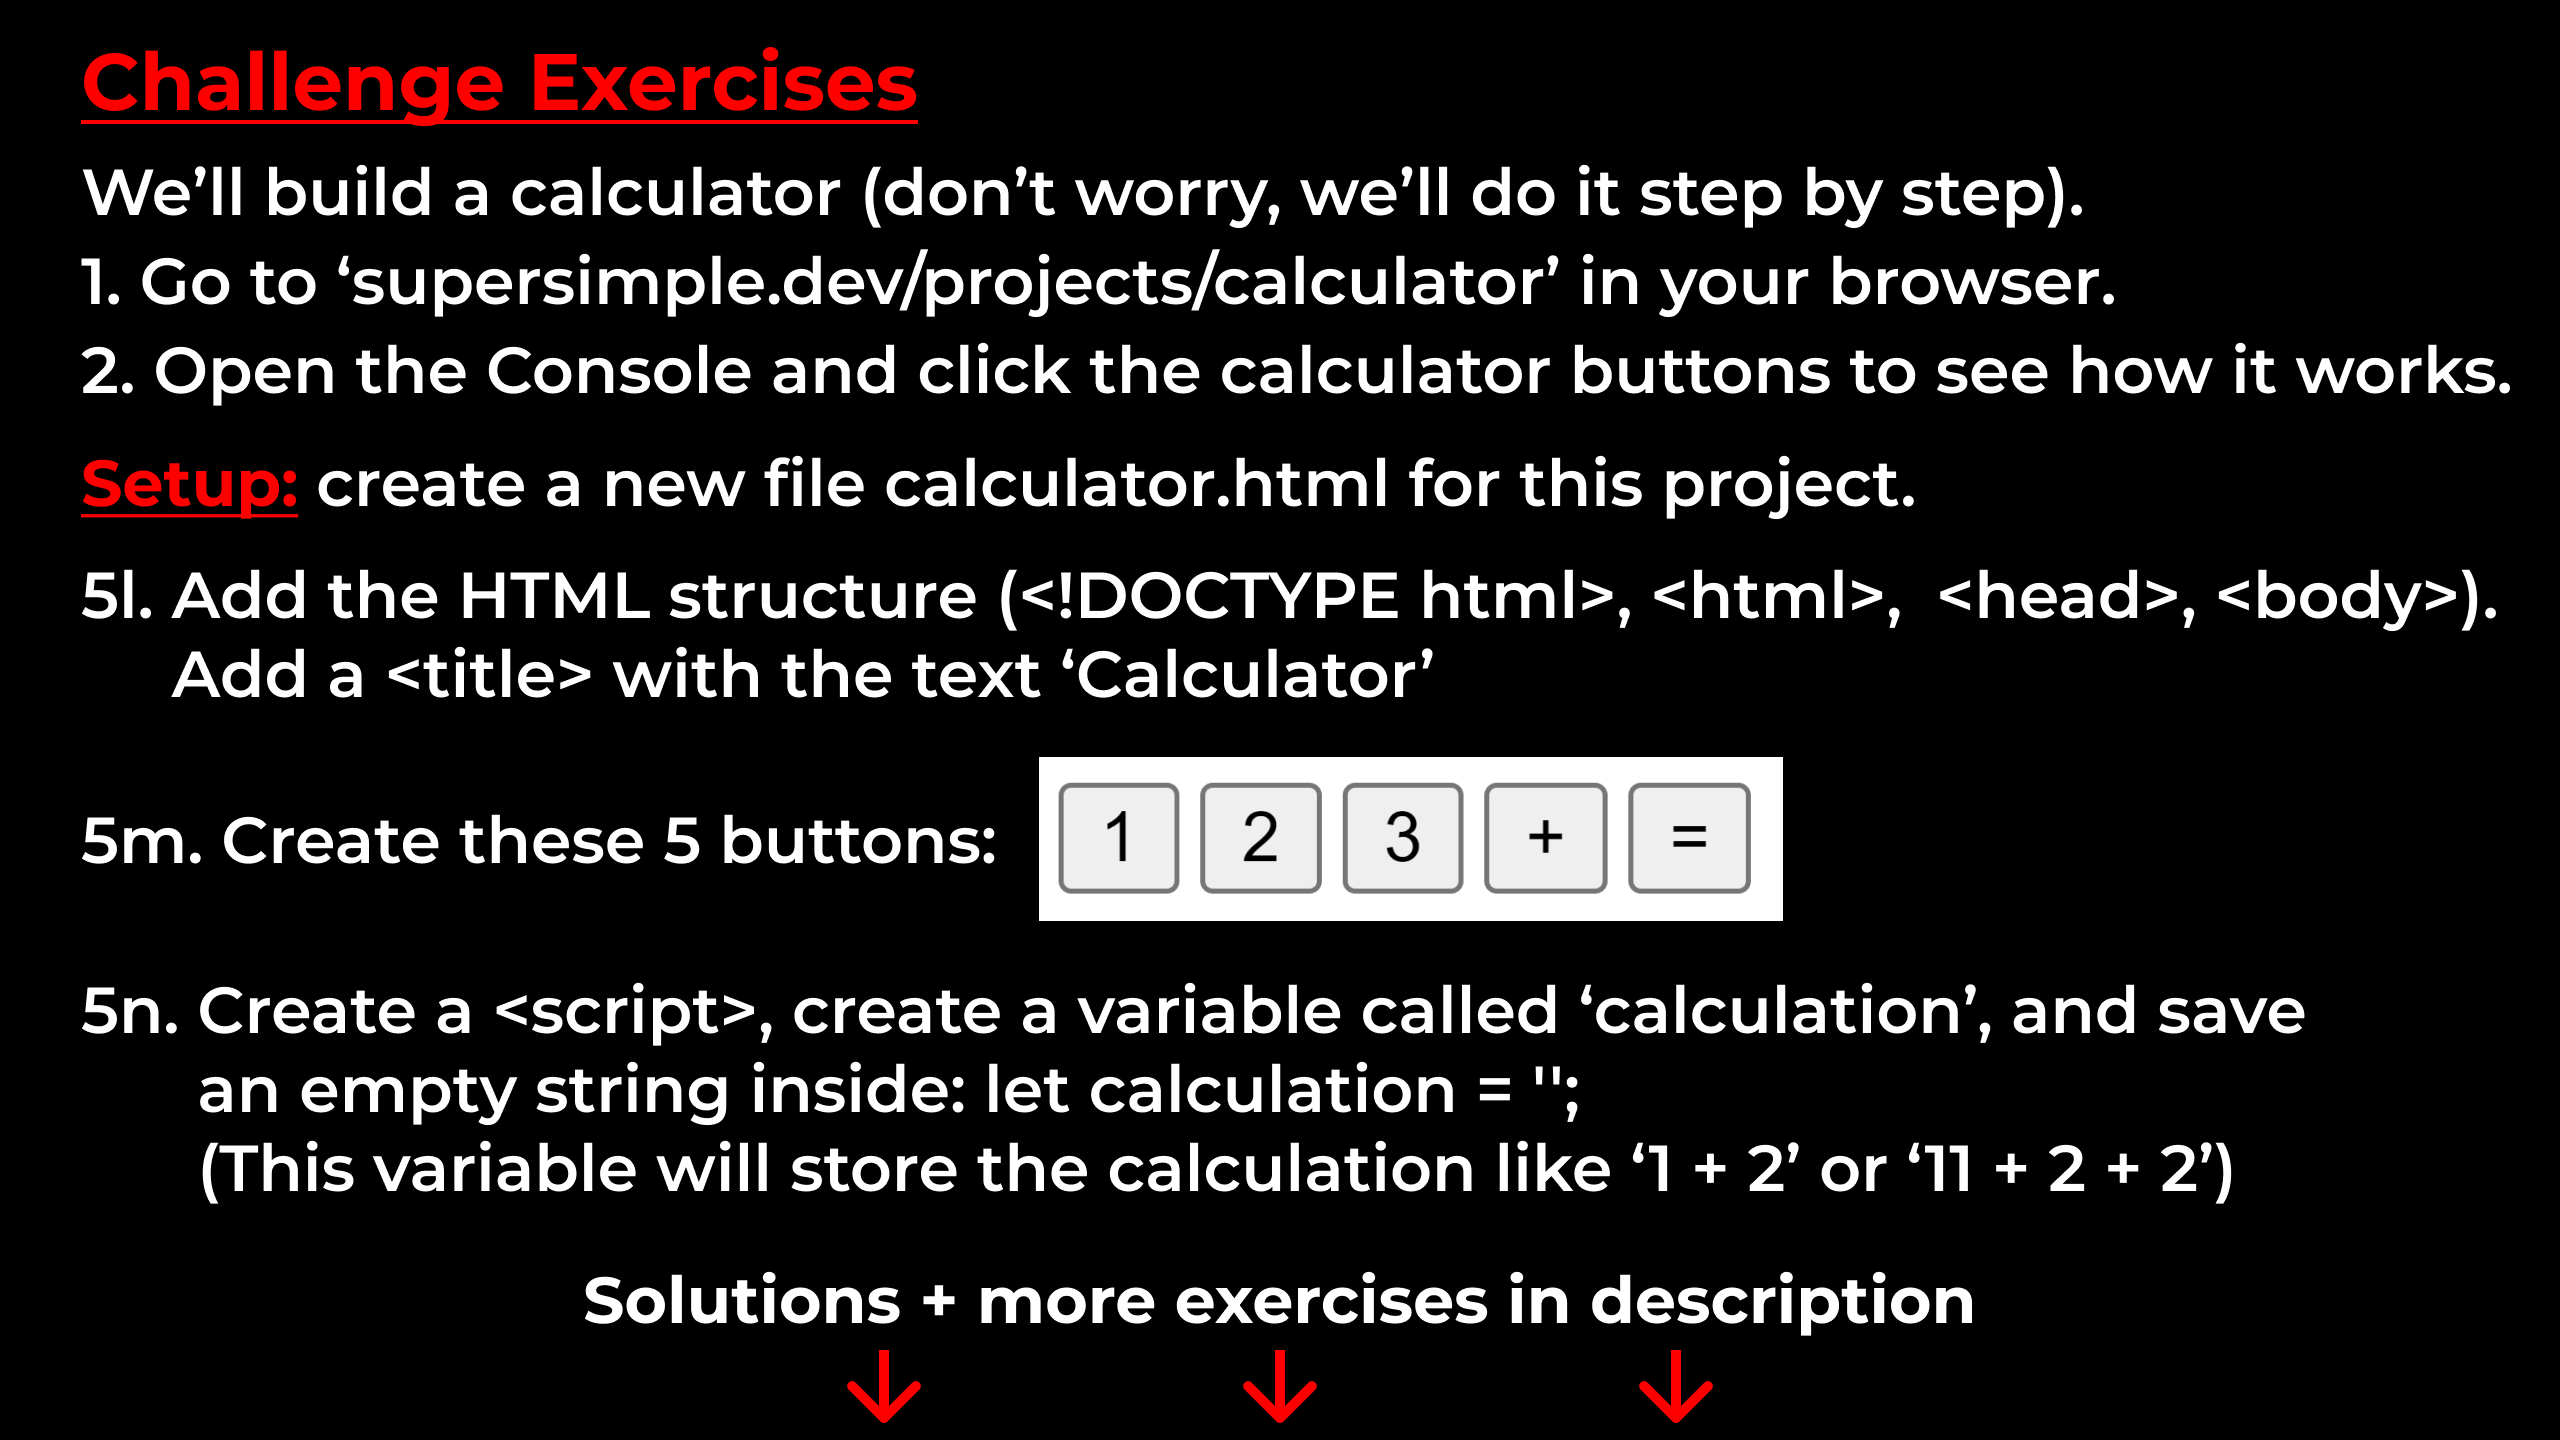 Challenge Exercises
We’ll build a calculator (don’t worry, we’ll do it step by step).
1. Go to ‘supersimple.dev/projects/calculator’ in your browser.
2. Open the Console and click the calculator buttons to see how it works.
Setup: create a new file calculator.html for this project.
5l. Add the HTML structure (<!DOCTYPE html>, <html>,  <head>, <body>).
Add a <title> with the text ‘Calculator’
5m. Create these 5 buttons: 1 2 3 + =
5n. Create a <script>, create a variable called ‘calculation’, and save
an empty string inside: let calculation = '';
(This variable will store the calculation like ‘1 + 2’ or ‘11 + 2 + 2’)
Solutions + more exercises in description